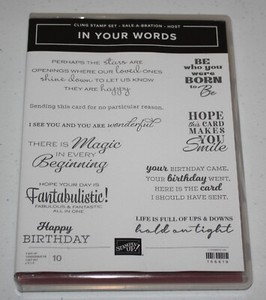 CLING STAMP SET • SALE-A-BRATION • HOST
IN YOUR WORDS
PERHAPS THE stars ARE
OPENINGS WHERE OUR loved ones
shine down TO LET US KNOW
THEY ARE happy
Sending this card for no particular reason,
I SEE YOU AND YOU ARE wonderful
THERE IS Magic
IN EVERY
Beginning
HOPE YOUR DAY IS
Fantabulistic!
FABULOUS & FANTASTIC
ALL IN ONE
Happy
BIRTHDAY
BE
who you
were
BORN
to
Be
HOPE
this CARD
MAKES
YOU
Smile
your BIRTHDAY CAME,
YOUR birthday WENT,
HERE IS THE card
I SHOULD HAVE SENT.
LIFE IS FULL OF UPS & DOWNS
hold on tight
10
STAMPIN' UP!